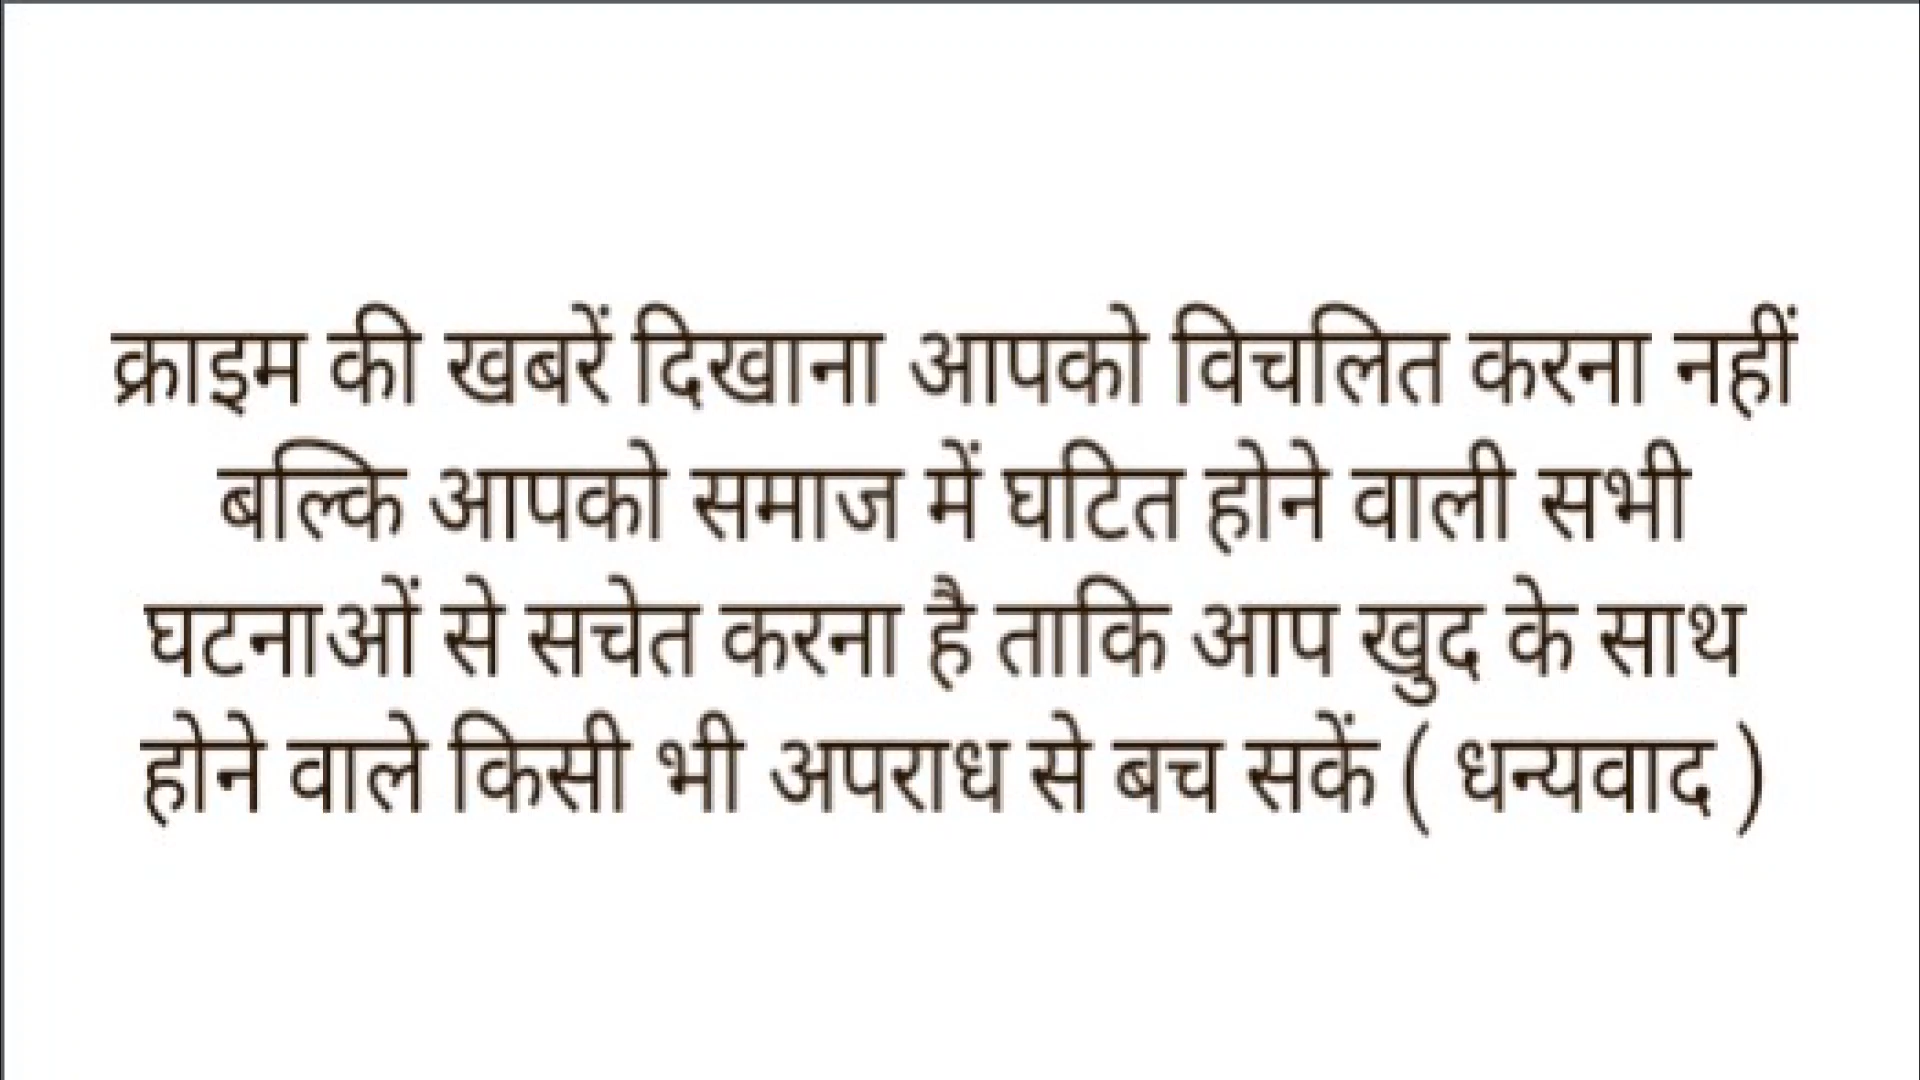 क्राइम की खबरें दिखाना आपको विचलित करना नहीं
बल्कि आपको समाज में घटित होने वाली सभी
घटनाओं से सचेत करना है ताकि आप खुद के साथ
होने वाले किसी भी अपराध से बच सकें ( धन्यवाद )